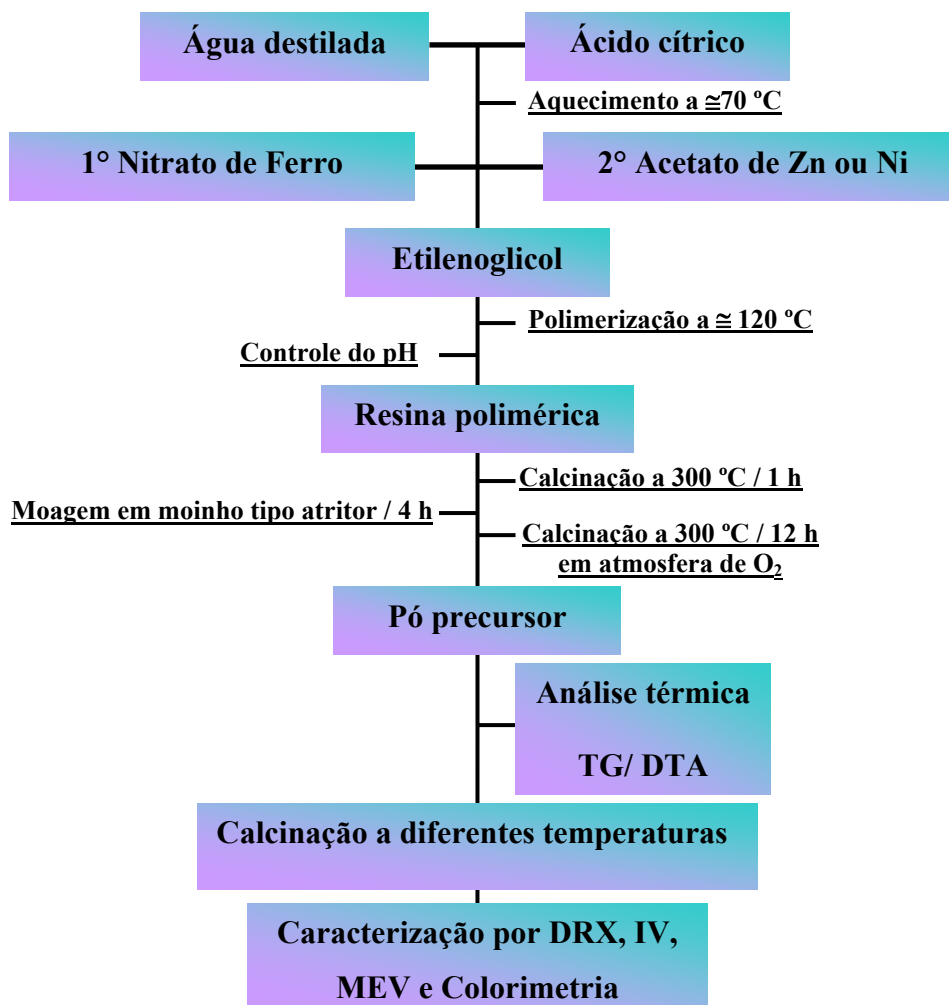 Água destilada
Ácido cítrico
Aquecimento a ≅70 ºC
1° Nitrato de Ferro
2° Acetato de Zn ou Ni
Etilenoglicol
Polimerização a ≅ 120 ºC
Controle do pH
Resina polimérica
Calcinação a 300 ºC / 1 h
Moagem em moinho tipo atritor / 4 h
Calcinação a 300 ºC / 12 h
em atmosfera de O₂
Pó precursor
Análise térmica
TG/ DTA
Calcinação a diferentes temperaturas
Caracterização por DRX, IV,
MEV e Colorimetria